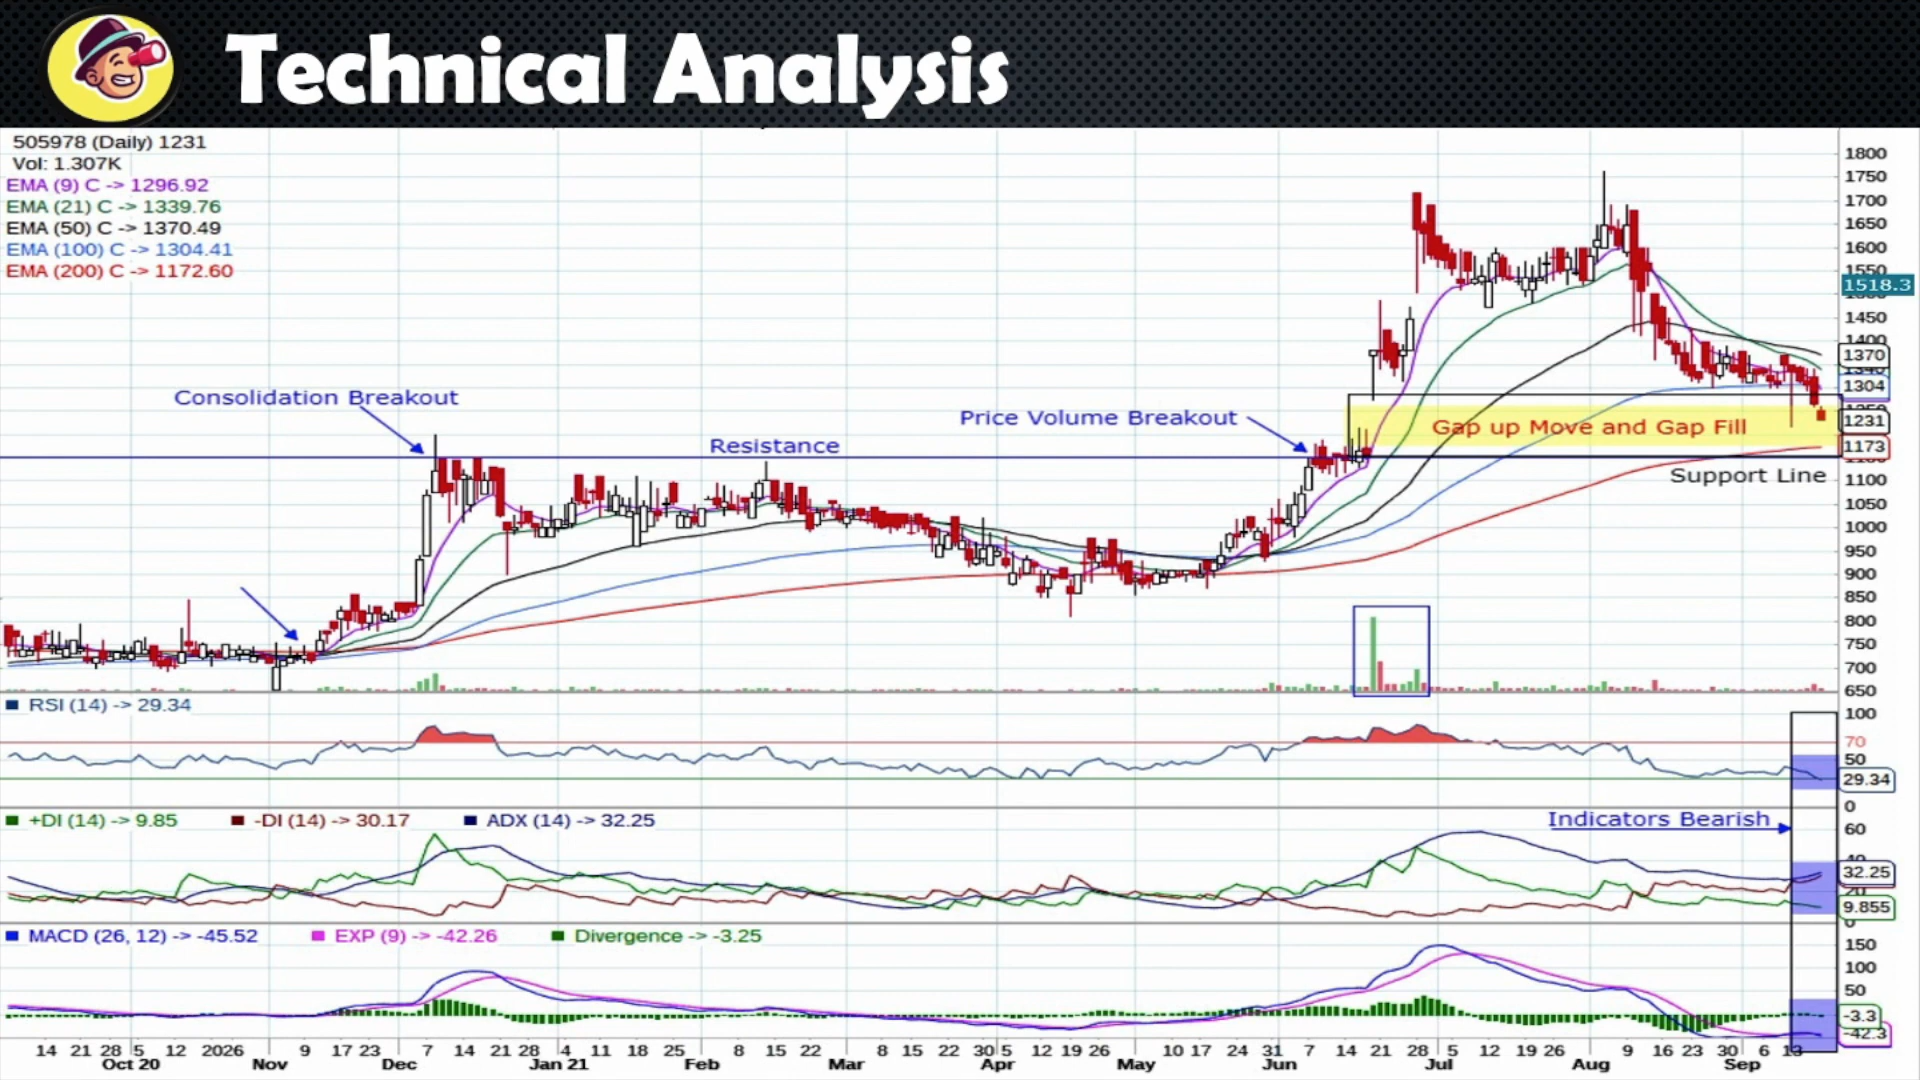 Technical Analysis
505978 (Daily) 1231
Vol: 1.307K
EMA (9) C -> 1296.92
EMA (21) C -> 1339.76
EMA (50) C -> 1370.49
EMA (100) C -> 1304.41
EMA (200) C -> 1172.60
1800
1750
1700
1650
1600
1550
1518.3
1450
1400
1370
1304
1231
1173
1100
1050
1000
950
900
850
800
750
700
650
Consolidation Breakout
Resistance
Price Volume Breakout
Gap up Move and Gap Fill
Support Line
RSI (14) -> 29.34
100
70
50
29.34
0
+DI (14) -> 9.85 -DI (14) -> 30.17 ADX (14) -> 32.25
Indicators Bearish
60
40
32.25
20
9.855
0
MACD (26, 12) -> -45.52 EXP (9) -> -42.26 Divergence -> -3.25
150
100
50
-3.3
-42.3
14 21 28 5 12 2026 9 17 23 7 14 21 28 4 11 18 25 8 15 22 8 15 22 30 5 12 19 26 10 17 24 31 7 14 21 28 5 12 19 26 9 16 23 30 6 13
Oct 20 Nov Dec Jan 21 Feb Mar Apr May Jun Jul Aug Sep